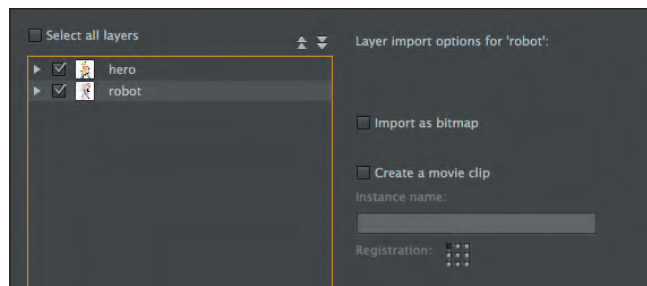 Select all layers
hero
robot
Layer import options for 'robot':
Import as bitmap
Create a movie clip
Instance name:
Registration: